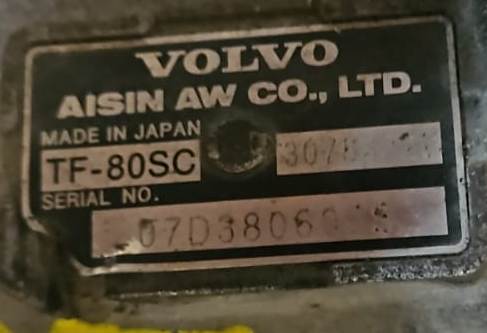 VOLVO
AISIN AW CO., LTD.
MADE IN JAPAN
TF-80SC
SERIAL NO.